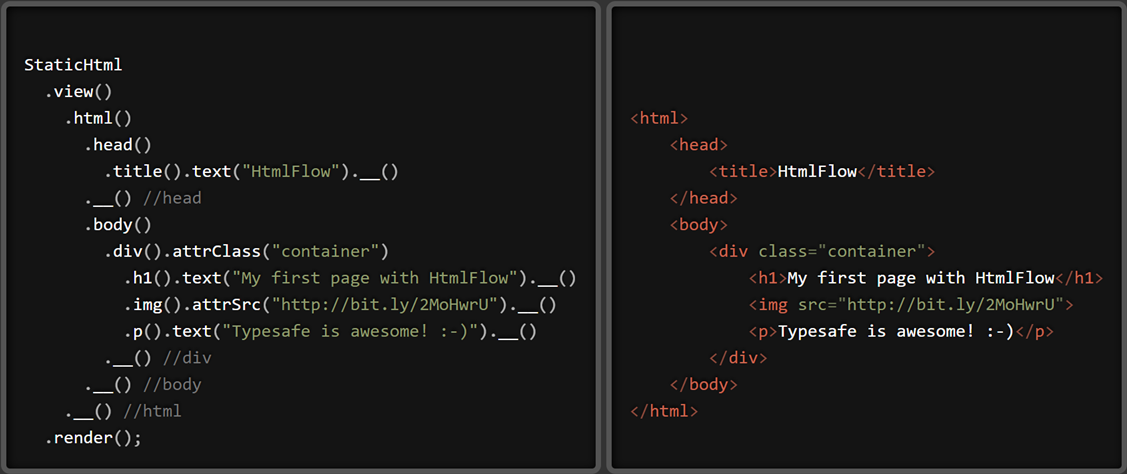 StaticHtml
.view()
.html()
.head()
.title().text("HtmlFlow").__()
.__() //head
.body()
.div().attrClass("container")
.h1().text("My first page with HtmlFlow").__()
.img().attrSrc("http://bit.ly/2MoHwrU").__()
.p().text("Typesafe is awesome! :-)").__()
.__() //div
.__() //body
.__() //html
.render();
<html>
<head>
<title>HtmlFlow</title>
</head>
<body>
<div class="container">
<h1>My first page with HtmlFlow</h1>
<img src="http://bit.ly/2MoHwrU">
<p>Typesafe is awesome! :-)</p>
</div>
</body>
</html>